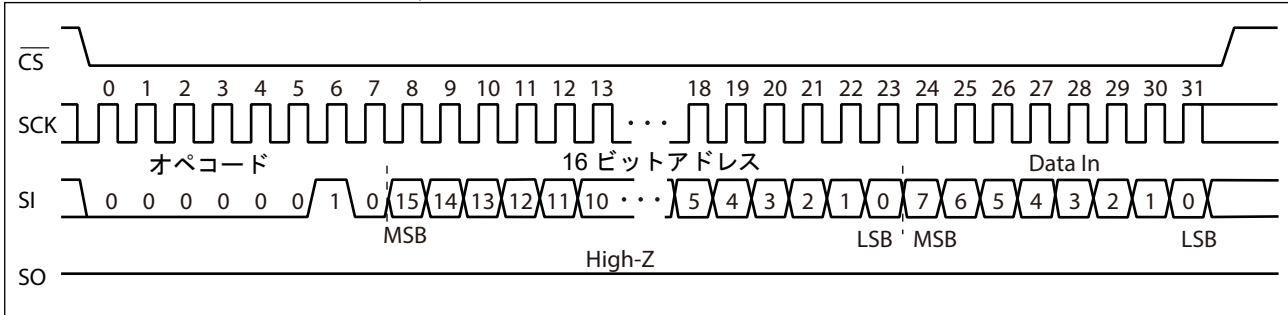 CS
0 1 2 3 4 5 6 7 8 9 10 11 12 13 18 19 20 21 22 23 24 25 26 27 28 29 30 31
SCK ···
オペコード 16 ビットアドレス Data In
SI 0 0 0 0 0 0 1 0 15 14 13 12 11 10 ··· 5 4 3 2 1 0 7 6 5 4 3 2 1 0
MSB LSB MSB LSB
High-Z
SO